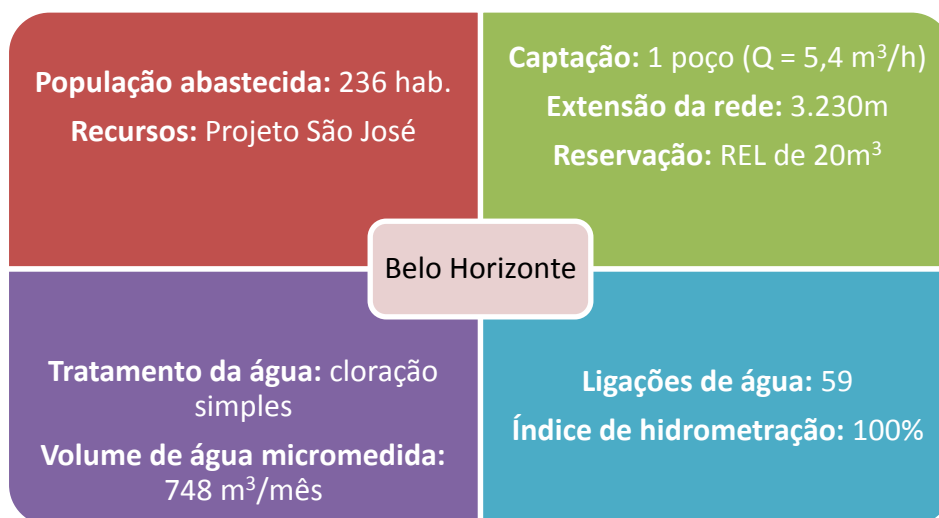 População abastecida: 236 hab.
Recursos: Projeto São José
Captação: 1 poço (Q = 5,4 m³/h)
Extensão da rede: 3.230m
Reservação: REL de 20m³
Belo Horizonte
Tratamento da água: cloração
simples
Volume de água micromedida:
748 m³/mês
Ligações de água: 59
Índice de hidrometração: 100%